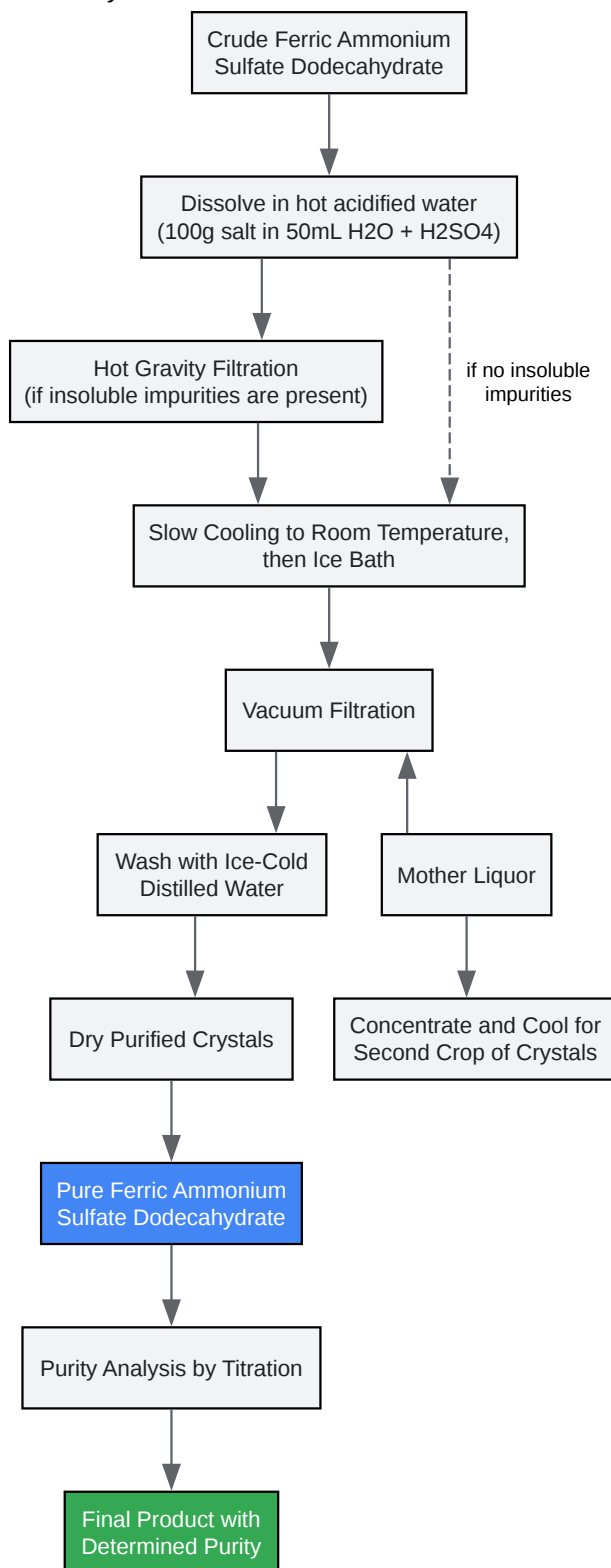 Crude Ferric Ammonium
Sulfate Dodecahydrate
Dissolve in hot acidified water
(100g salt in 50mL H2O + H2SO4)
Hot Gravity Filtration
(if insoluble impurities are present)
if no insoluble
impurities
Slow Cooling to Room Temperature,
then Ice Bath
Vacuum Filtration
Wash with Ice-Cold
Distilled Water
Mother Liquor
Dry Purified Crystals
Concentrate and Cool for
Second Crop of Crystals
Pure Ferric Ammonium
Sulfate Dodecahydrate
Purity Analysis by Titration
Final Product with
Determined Purity